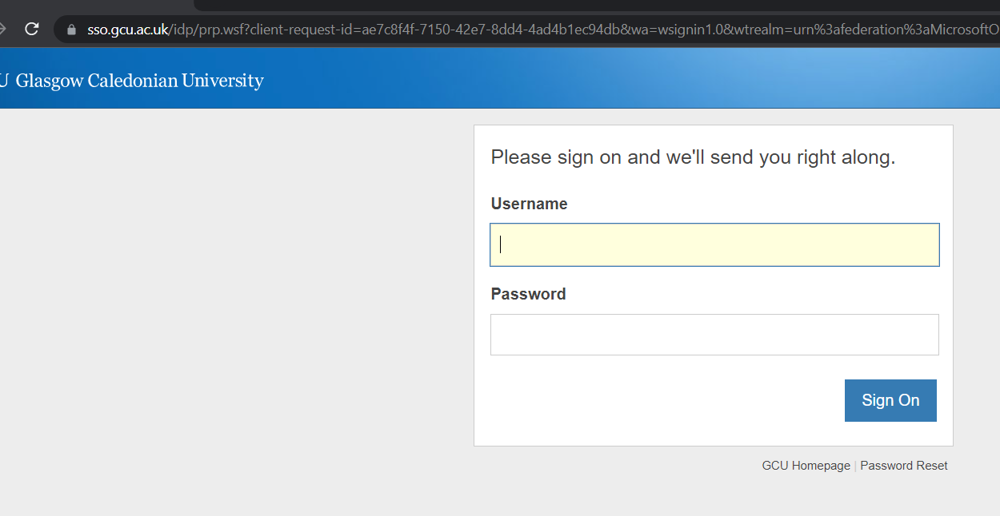 sso.gcu.ac.uk/idp/prp.wsf?client-request-id=ae7c8f4f-7150-42e7-8dd4-4ad4b1ec94db&wa=wsignin1.0&wtrealm=urn%3afederation%3aMicrosoftO
U Glasgow Caledonian University
Please sign on and we'll send you right along.
Username
Password
Sign On
GCU Homepage | Password Reset